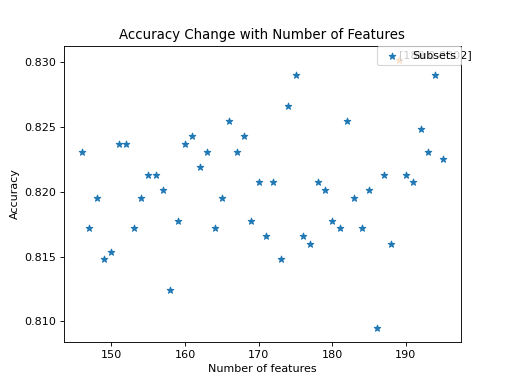 Accuracy Change with Number of Features
Subsets
0.830
0.825
0.820
0.815
0.810
Accuracy
150
160
170
180
190
Number of features